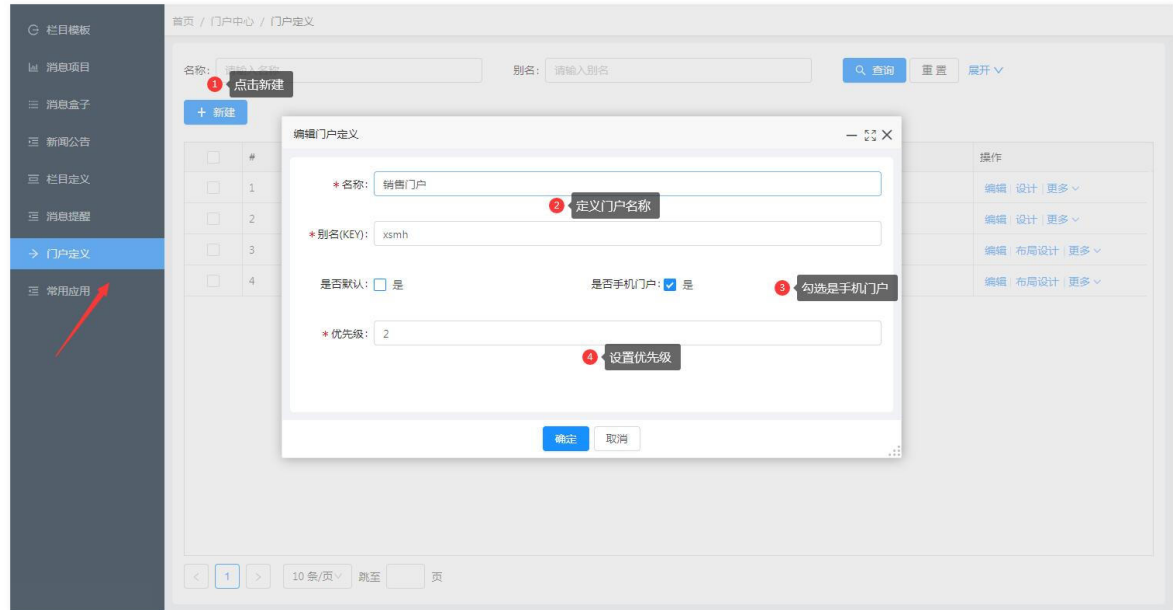 首页 / 门户中心 / 门户定义
栏目模板
消息项目
消息盒子
新闻公告
栏目定义
消息提醒
门户定义
常用应用
名称: 请输入名称 别名: 请输入别名 查询 重置 展开
1 点击新建
+ 新建
# 操作
1 编辑 设计 更多
2 编辑 设计 更多
3 编辑 布局设计 更多
4 编辑 布局设计 更多
编辑门户定义
*名称: 销售门户
2 定义门户名称
*别名(KEY): xsmh
是否默认: 是 是否手机门户: 是 3 勾选是手机门户
*优先级: 2
4 设置优先级
确定 取消
< 1 > 10 条/页 跳至 页